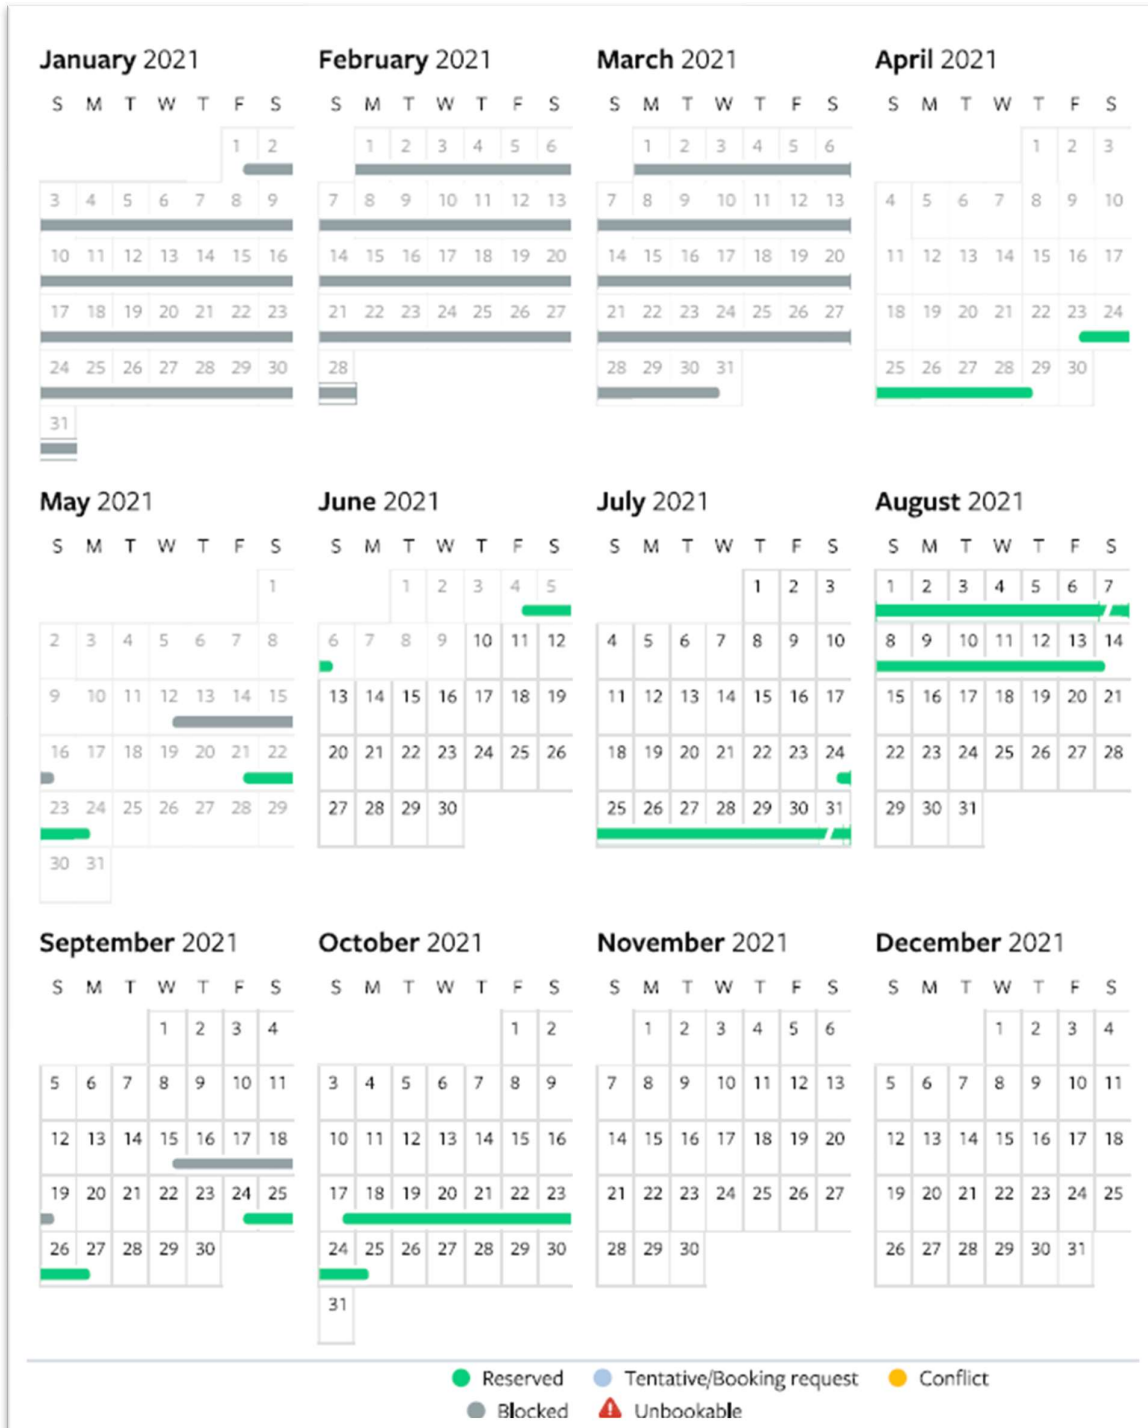 January 2021 February 2021 March 2021 April 2021
S M T W T F S S M T W T F S S M T W T F S S M T W T F S
1 2 1 2 3 4 5 6 1 2 3 4 5 6 1 2 3
3 4 5 6 7 8 9 7 8 9 10 11 12 13 7 8 9 10 11 12 13 4 5 6 7 8 9 10
10 11 12 13 14 15 16 14 15 16 17 18 19 20 14 15 16 17 18 19 20 11 12 13 14 15 16 17
17 18 19 20 21 22 23 21 22 23 24 25 26 27 21 22 23 24 25 26 27 18 19 20 21 22 23 24
24 25 26 27 28 29 30 28 28 29 30 31 25 26 27 28 29 30
31
May 2021 June 2021 July 2021 August 2021
S M T W T F S S M T W T F S S M T W T F S S M T W T F S
1 1 2 3 4 5 1 2 3 1 2 3 4 5 6 7
2 3 4 5 6 7 8 6 7 8 9 10 11 12 4 5 6 7 8 9 10 8 9 10 11 12 13 14
9 10 11 12 13 14 15 13 14 15 16 17 18 19 11 12 13 14 15 16 17 15 16 17 18 19 20 21
16 17 18 19 20 21 22 20 21 22 23 24 25 26 18 19 20 21 22 23 24 22 23 24 25 26 27 28
23 24 25 26 27 28 29 27 28 29 30 25 26 27 28 29 30 31 29 30 31
30 31
September 2021 October 2021 November 2021 December 2021
S M T W T F S S M T W T F S S M T W T F S S M T W T F S
1 2 3 4 1 2 1 2 3 4 5 6 1 2 3 4
5 6 7 8 9 10 11 3 4 5 6 7 8 9 7 8 9 10 11 12 13 5 6 7 8 9 10 11
12 13 14 15 16 17 18 10 11 12 13 14 15 16 14 15 16 17 18 19 20 12 13 14 15 16 17 18
19 20 21 22 23 24 25 17 18 19 20 21 22 23 21 22 23 24 25 26 27 19 20 21 22 23 24 25
26 27 28 29 30 24 25 26 27 28 29 30 28 29 30 26 27 28 29 30 31
31
Reserved Tentative/Booking request Conflict
Blocked Unbookable